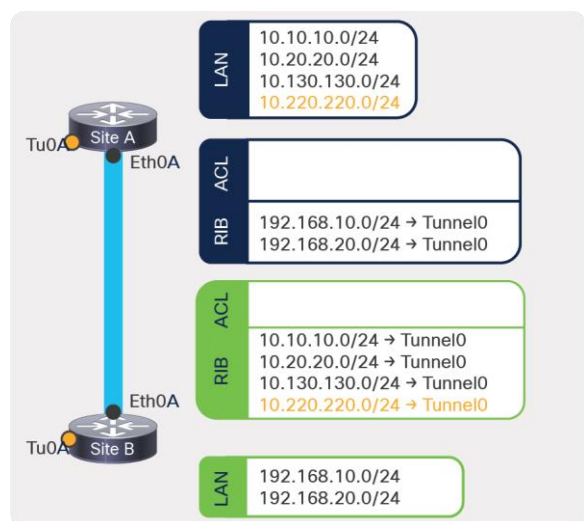 LAN
10.10.10.0/24
10.20.20.0/24
10.130.130.0/24
10.220.220.0/24
Site A
Tu0A
Eth0A
ACL
RIB
192.168.10.0/24 → Tunnel0
192.168.20.0/24 → Tunnel0
ACL
RIB
10.10.10.0/24 → Tunnel0
10.20.20.0/24 → Tunnel0
10.130.130.0/24 → Tunnel0
10.220.220.0/24 → Tunnel0
Eth0A
Tu0A
Site B
LAN
192.168.10.0/24
192.168.20.0/24